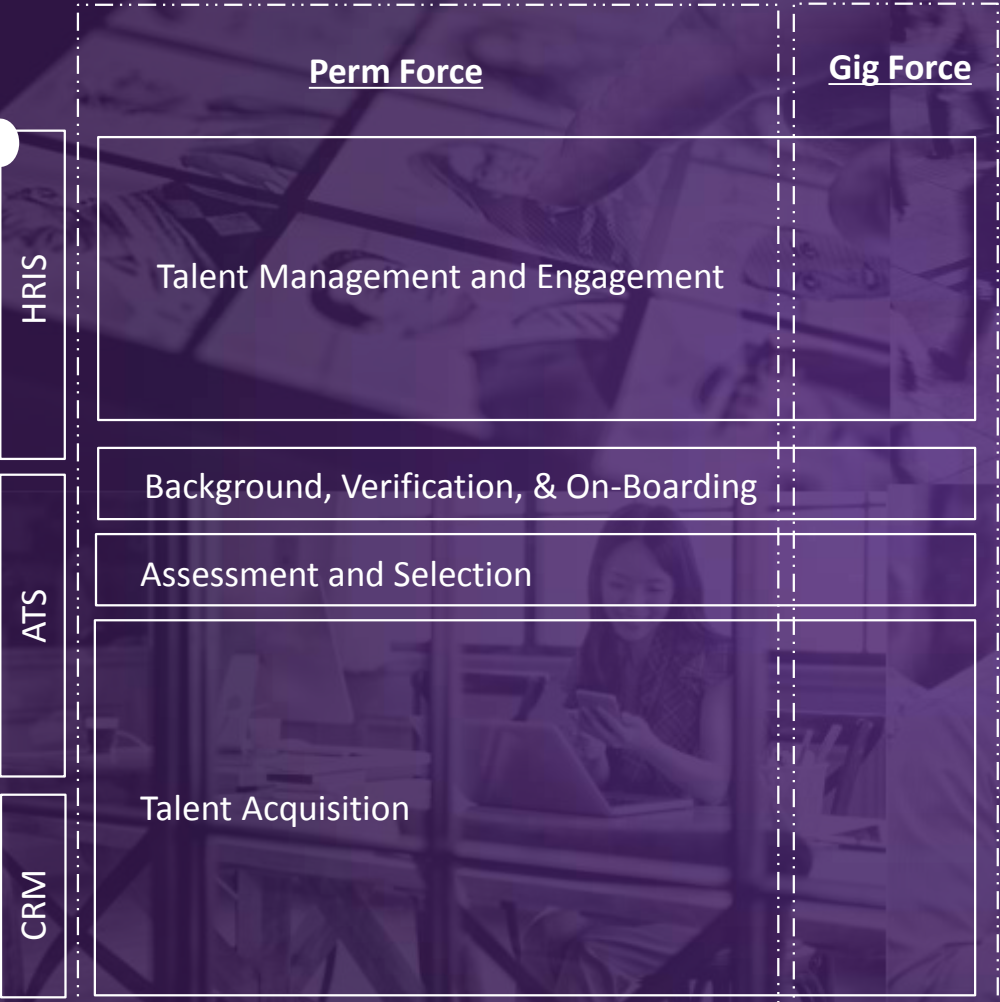 Perm Force
Gig Force
HRIS
Talent Management and Engagement
Background, Verification, & On-Boarding
ATS
Assessment and Selection
Talent Acquisition
CRM